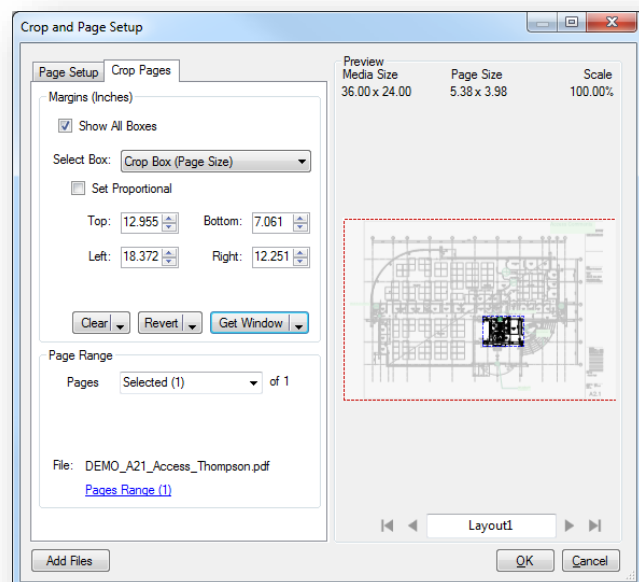 Crop and Page Setup
Page Setup
Crop Pages
Margins (Inches)
Show All Boxes
Select Box: Crop Box (Page Size)
Set Proportional
Top: 12.955 Bottom: 7.061
Left: 18.372 Right: 12.251
Clear Revert Get Window
Page Range
Pages Selected (1) of 1
File: DEMO_A21_Access_Thompson.pdf
Pages Range (1)
Preview
Media Size Page Size Scale
36.00 x 24.00 5.38 x 3.98 100.00%
A2.1
Layout1
Add Files OK Cancel